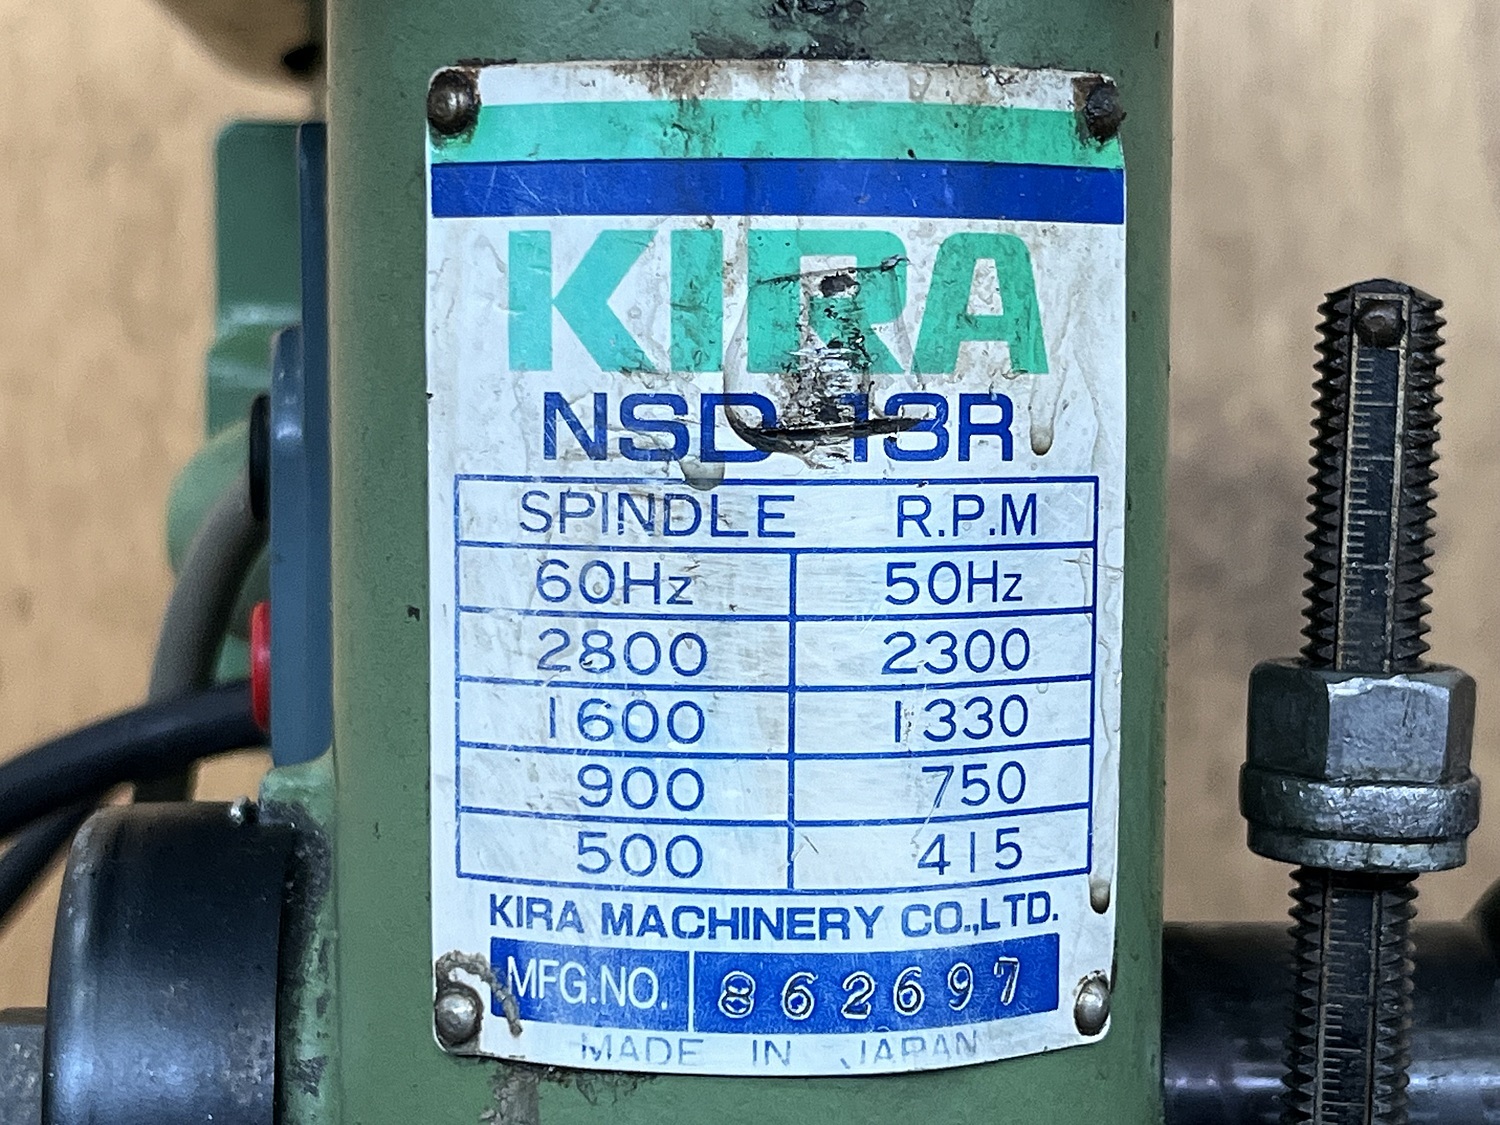 KIRA
NSD-13R
SPINDLE R.P.M
60Hz 50Hz
2800 2300
1600 1330
900 750
500 415
KIRA MACHINERY CO.,LTD.
MFG.NO. 862697
MADE IN JAPAN